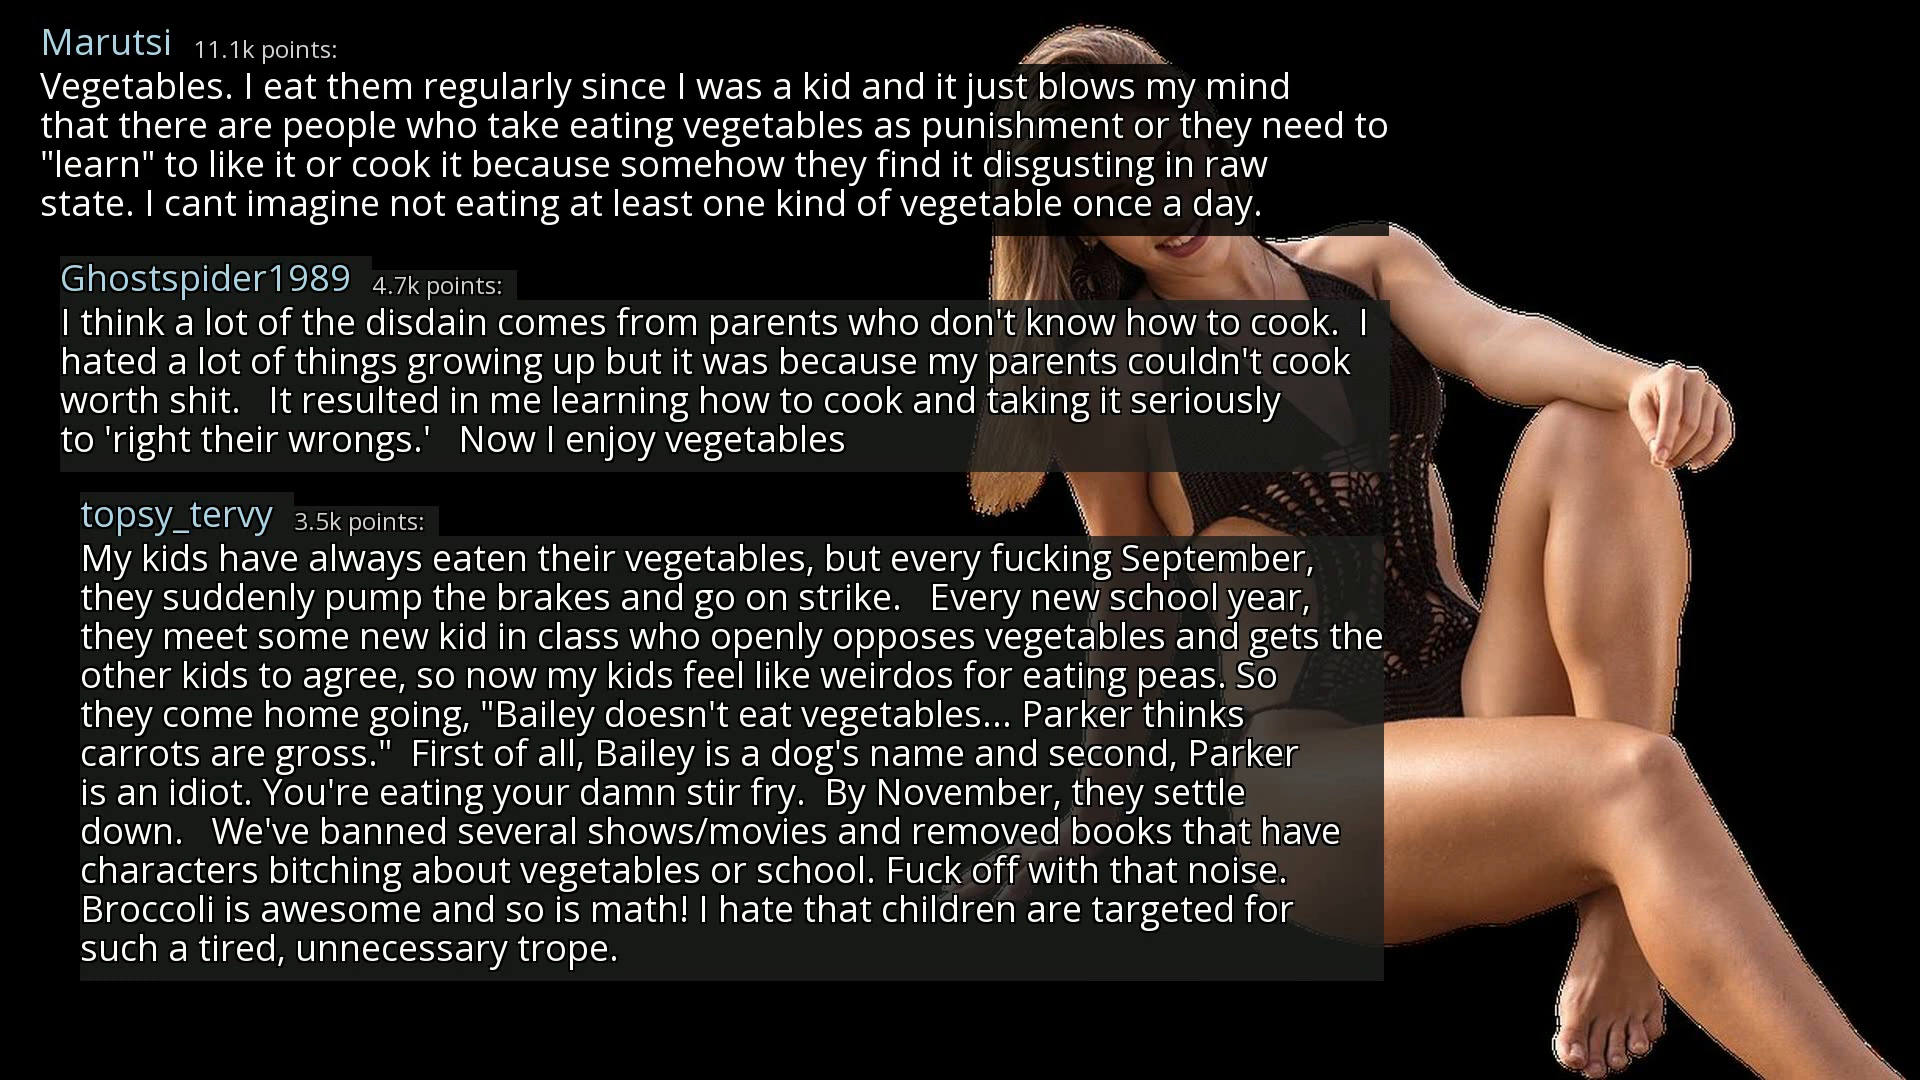 Marutsi 11.1k points:
Vegetables. I eat them regularly since I was a kid and it just blows my mind
that there are people who take eating vegetables as punishment or they need to
"learn" to like it or cook it because somehow they find it disgusting in raw
state. I cant imagine not eating at least one kind of vegetable once a day.
Ghostspider1989 4.7k points:
I think a lot of the disdain comes from parents who don't know how to cook.  I
hated a lot of things growing up but it was because my parents couldn't cook
worth shit.   It resulted in me learning how to cook and taking it seriously
to 'right their wrongs.'   Now I enjoy vegetables
topsy_tervy 3.5k points:
My kids have always eaten their vegetables, but every fucking September,
they suddenly pump the brakes and go on strike.   Every new school year,
they meet some new kid in class who openly opposes vegetables and gets the
other kids to agree, so now my kids feel like weirdos for eating peas. So
they come home going, "Bailey doesn't eat vegetables... Parker thinks
carrots are gross."  First of all, Bailey is a dog's name and second, Parker
is an idiot. You're eating your damn stir fry.  By November, they settle
down.   We've banned several shows/movies and removed books that have
characters bitching about vegetables or school. Fuck off with that noise.
Broccoli is awesome and so is math! I hate that children are targeted for
such a tired, unnecessary trope.